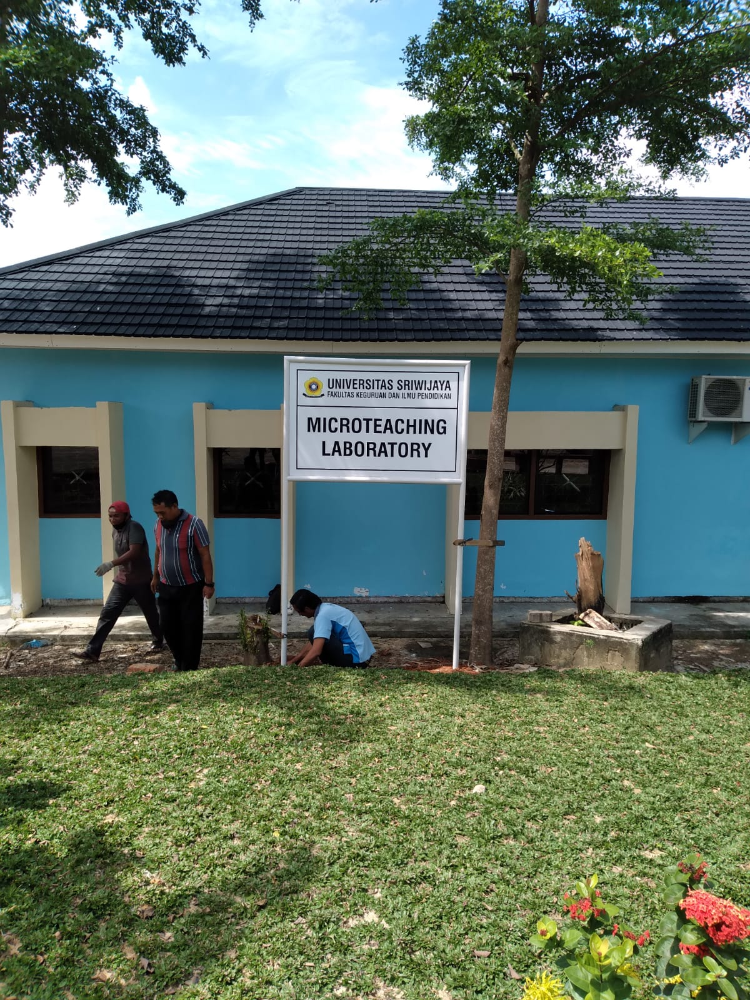 UNIVERSITAS SRIWIJAYA
FAKULTAS KEGURUAN DAN ILMU PENDIDIKAN
MICROTEACHING
LABORATORY